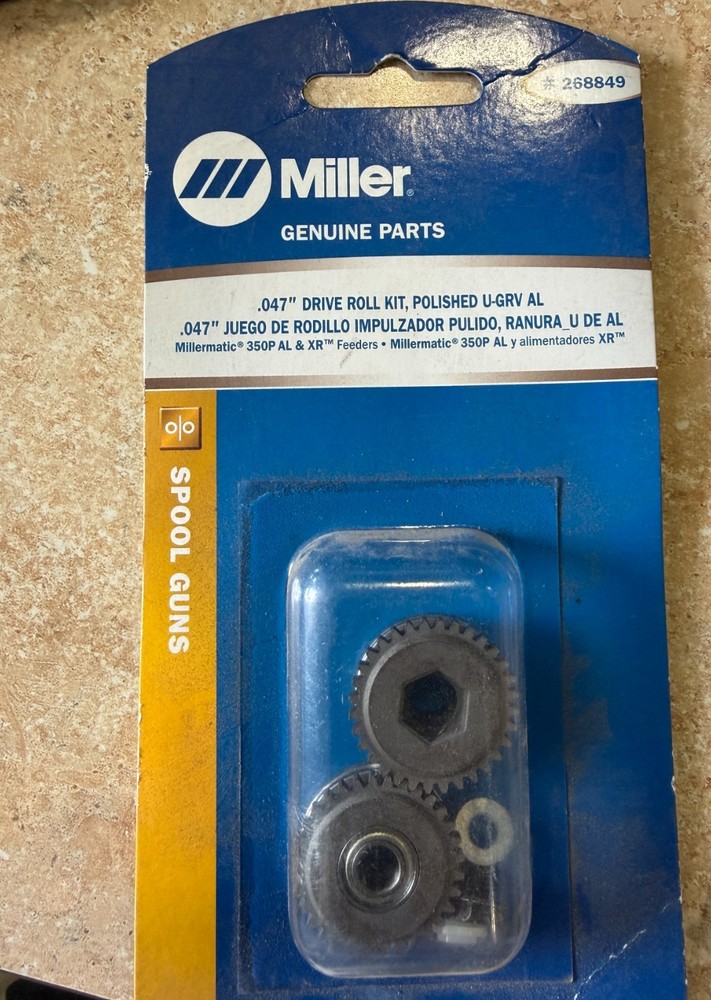 # 268849
Miller®
GENUINE PARTS
.047" DRIVE ROLL KIT, POLISHED U-GRV AL
.047" JUEGO DE RODILLO IMPULZADOR PULIDO, RANURA_U DE AL
Millermatic® 350P AL & XR™ Feeders • Millermatic® 350P AL y alimentadores XR™
SPOOL GUNS